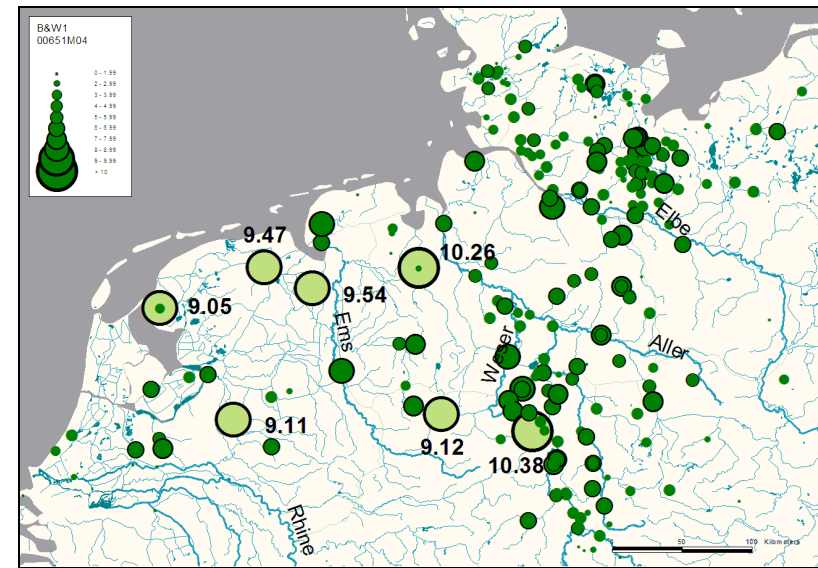 B&W1
00651M04
0 - 1.99
2 - 2.99
3 - 3.99
4 - 4.99
5 - 5.99
6 - 6.99
7 - 7.99
8 - 8.99
9 - 9.99
> 10
9.47
10.26
9.54
9.05
Elbe
Ems
Weser
Aller
9.11
9.12
10.38
Rhine
0 50 100 Kilometers